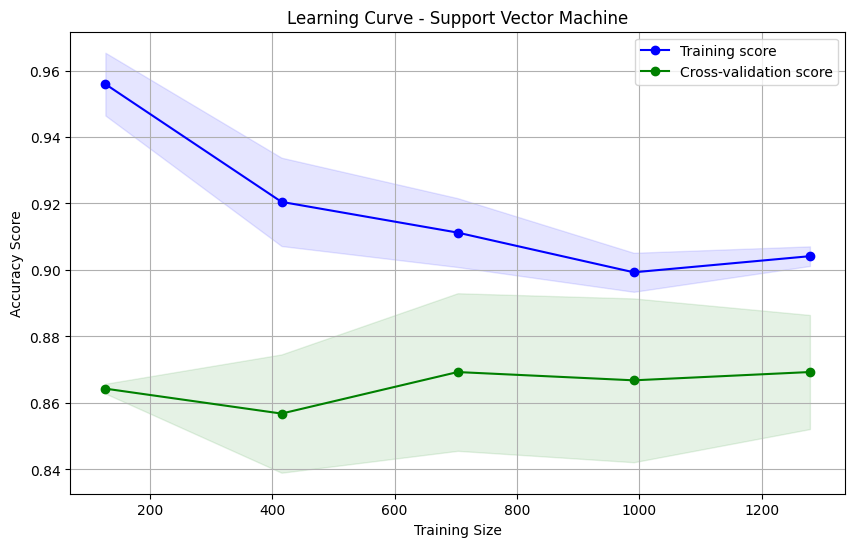 Learning Curve - Support Vector Machine
Training score
Cross-validation score
Accuracy Score
0.96
0.94
0.92
0.90
0.88
0.86
0.84
200 400 600 800 1000 1200
Training Size